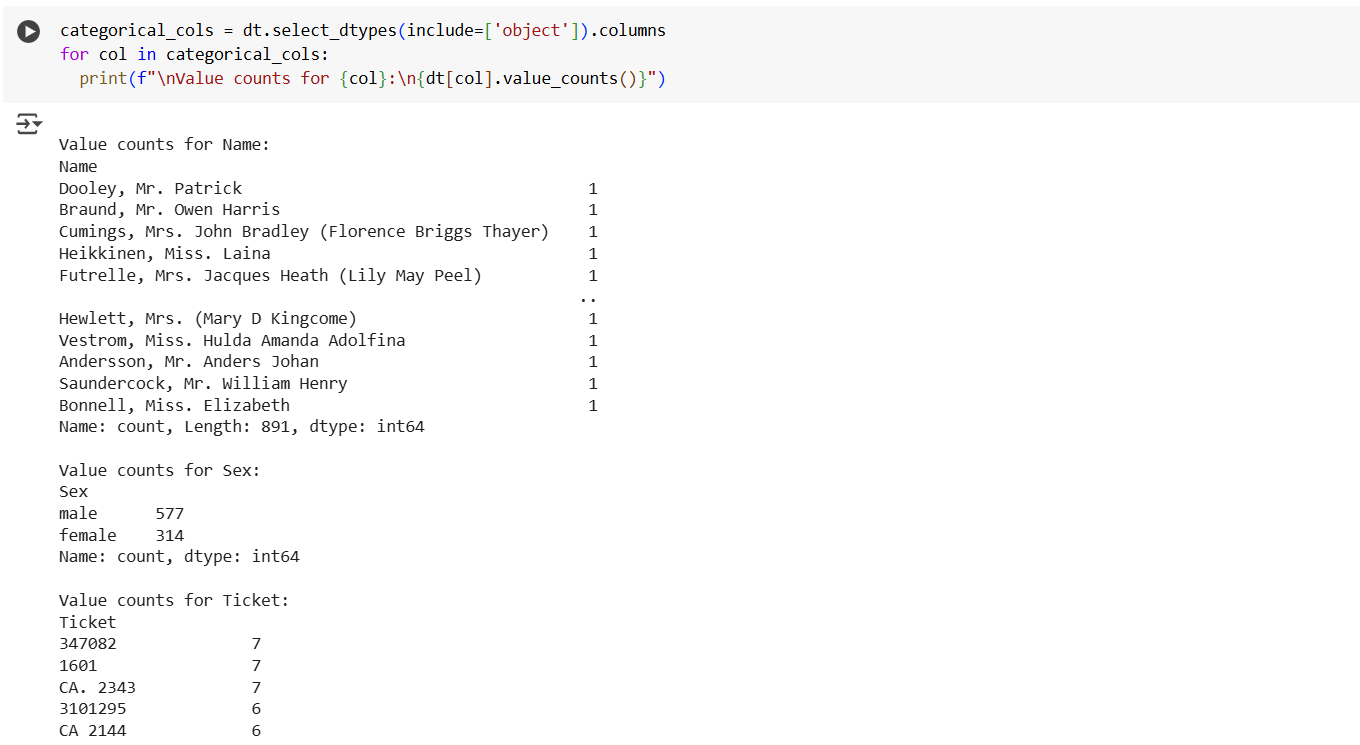 categorical_cols = dt.select_dtypes(include=['object']).columns
for col in categorical_cols:
  print(f"\nValue counts for {col}:\n{dt[col].value_counts()}")
Value counts for Name:
Name
Dooley, Mr. Patrick                                    1
Braund, Mr. Owen Harris                                1
Cumings, Mrs. John Bradley (Florence Briggs Thayer)    1
Heikkinen, Miss. Laina                                 1
Futrelle, Mrs. Jacques Heath (Lily May Peel)           1
                                                      ..
Hewlett, Mrs. (Mary D Kingcome)                        1
Vestrom, Miss. Hulda Amanda Adolfina                   1
Andersson, Mr. Anders Johan                            1
Saundercock, Mr. William Henry                         1
Bonnell, Miss. Elizabeth                               1
Name: count, Length: 891, dtype: int64
Value counts for Sex:
Sex
male      577
female    314
Name: count, dtype: int64
Value counts for Ticket:
Ticket
347082              7
1601                7
CA. 2343            7
3101295             6
CA 2144             6